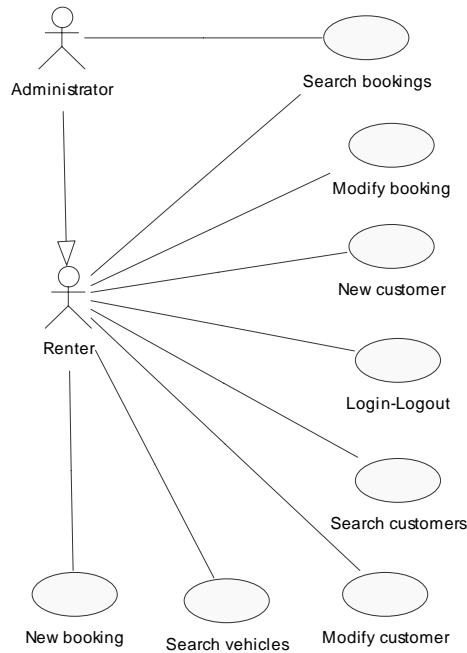 Administrator
Search bookings
Modify booking
New customer
Renter
Login-Logout
Search customers
New booking
Search vehicles
Modify customer